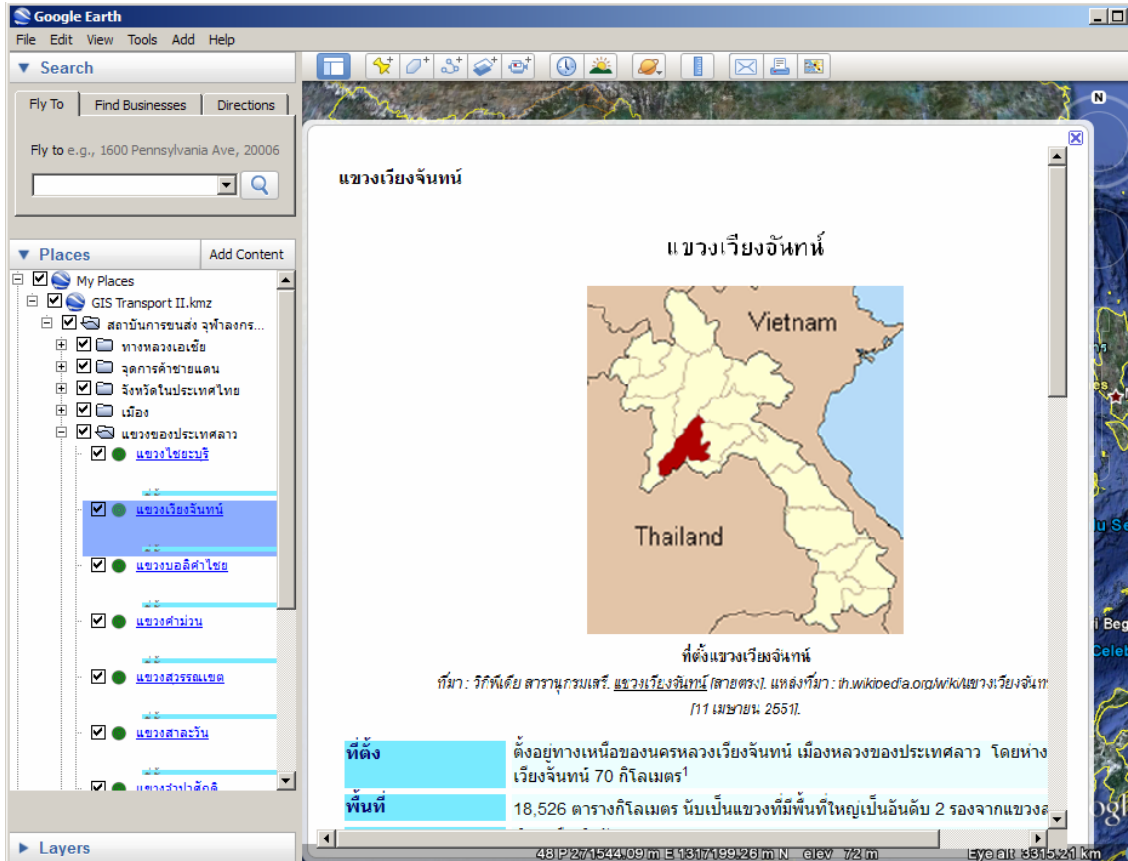 Google Earth
File Edit View Tools Add Help
Search
Fly To Find Businesses Directions
Fly to e.g., 1600 Pennsylvania Ave, 20006
Places Add Content
My Places
GIS Transport II.kmz
สถาบันการขนส่ง จุฬาลงกร...
ทางหลวงเอเชีย
จุดการค้าชายแดน
จังหวัดในประเทศไทย
เมือง
แขวงของประเทศลาว
แขวงไชยะบุรี
แขวงเวียงจันทน์
แขวงบอลิคำไชย
แขวงคำม่วน
แขวงสวรรณเขต
แขวงสาละวัน
แขวงจำปาศักดิ์
Layers
N
แขวงเวียงจันทน์
แขวงเวียงจันทน์
Vietnam
Thailand
ที่ตั้งแขวงเวียงจันทน์
ที่มา : วิกิพีเดีย สารานุกรมเสรี. แขวงเวียงจันทน์ [สายตรง]. แหล่งที่มา : th.wikipedia.org/wiki/แขวงเวียงจันท
[11 เมษายน 2551].
ที่ตั้ง ตั้งอยู่ทางเหนือของนครหลวงเวียงจันทน์ เมืองหลวงของประเทศลาว โดยห่าง
เวียงจันทน์ 70 กิโลเมตร1
พื้นที่ 18,526 ตารางกิโลเมตร นับเป็นแขวงที่มีพื้นที่ใหญ่เป็นอันดับ 2 รองจากแขวง
48 P 271544.09 m E 1317199.26 m N elev 72 m Eye alt 3315.21 km